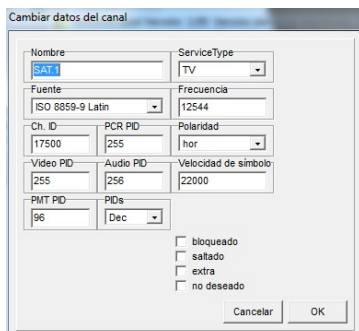 Cambiar datos del canal
Nombre
SAT.1
ServiceType
TV
Fuente
ISO 8859-9 Latin
Frecuencia
12544
Ch. ID
17500
PCR PID
255
Polaridad
hor
Video PID
255
Audio PID
256
Velocidad de símbolo
22000
PMT PID
96
PIDs
Dec
bloqueado
saltado
extra
no deseado
Cancelar
OK